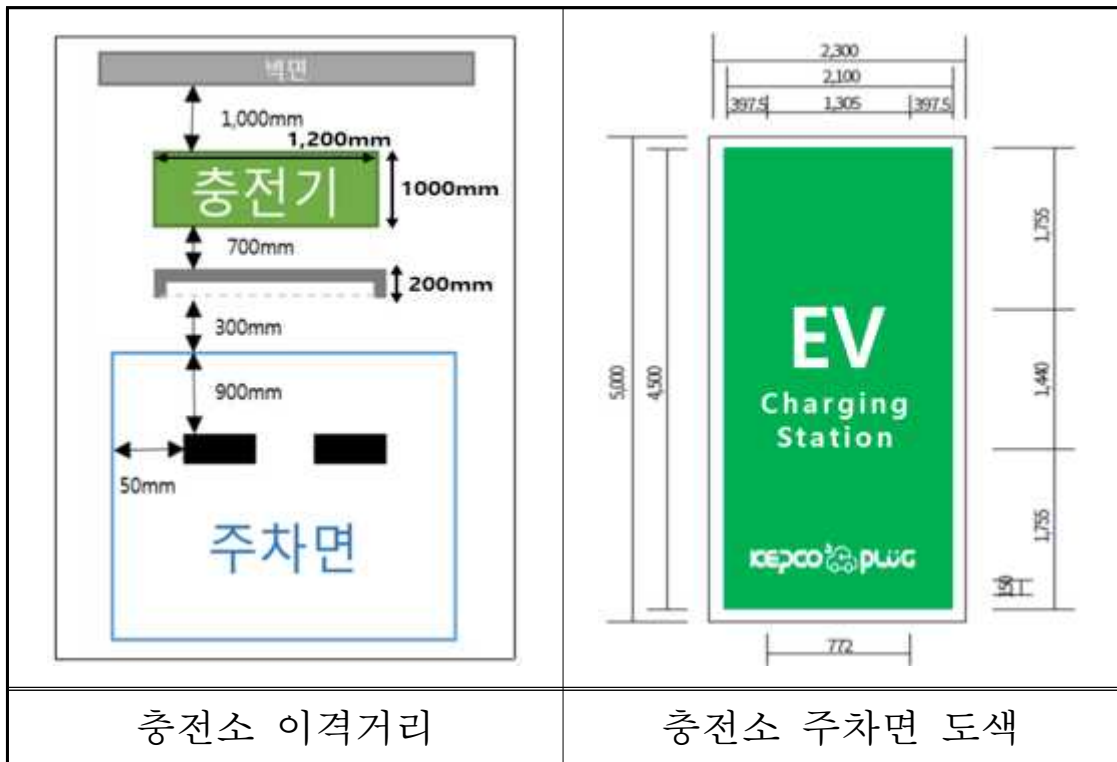 벽면
1,000mm
1,200mm
충전기
1000mm
700mm
200mm
300mm
900mm
50mm
주차면
충전소 이격거리
2,300
2,100
397.5
1,305
397.5
5,000
4,500
EV
Charging
Station
KEPCO PLUG
1,755
1,440
1,755
150
772
충전소 주차면 도색